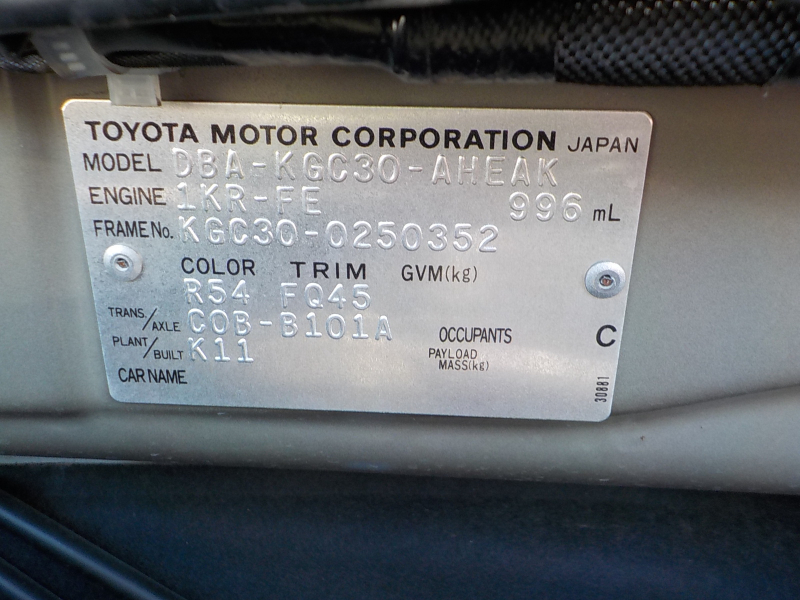 TOYOTA MOTOR CORPORATION JAPAN
MODEL DBA-KGC30-AHEAK
ENGINE 1KR-FE 996 mL
FRAME No. KGC30-0250352
COLOR TRIM GVM(kg)
R54 FQ45
TRANS./AXLE C0B-B101A
OCCUPANTS C
PLANT/BUILT K11
PAYLOAD MASS(kg)
CAR NAME
30881